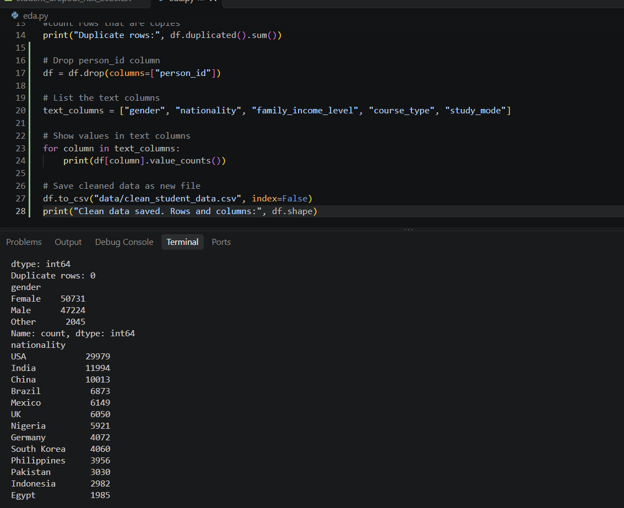 eda.py
#count rows that are copies
14 print("Duplicate rows:", df.duplicated().sum())
15
16 # Drop person_id column
17 df = df.drop(columns=["person_id"])
18
19 # List the text columns
20 text_columns = ["gender", "nationality", "family_income_level", "course_type", "study_mode"]
21
22 # Show values in text columns
23 for column in text_columns:
24     print(df[column].value_counts())
25
26 # Save cleaned data as new file
27 df.to_csv("data/clean_student_data.csv", index=False)
28 print("Clean data saved. Rows and columns:", df.shape)
Problems Output Debug Console Terminal Ports
dtype: int64
Duplicate rows: 0
gender
Female    50731
Male      47224
Other      2045
Name: count, dtype: int64
nationality
USA            29979
India          11994
China          10013
Brazil          6873
Mexico          6149
UK              6050
Nigeria         5921
Germany         4072
South Korea     4060
Philippines     3956
Pakistan        3030
Indonesia       2982
Egypt           1985